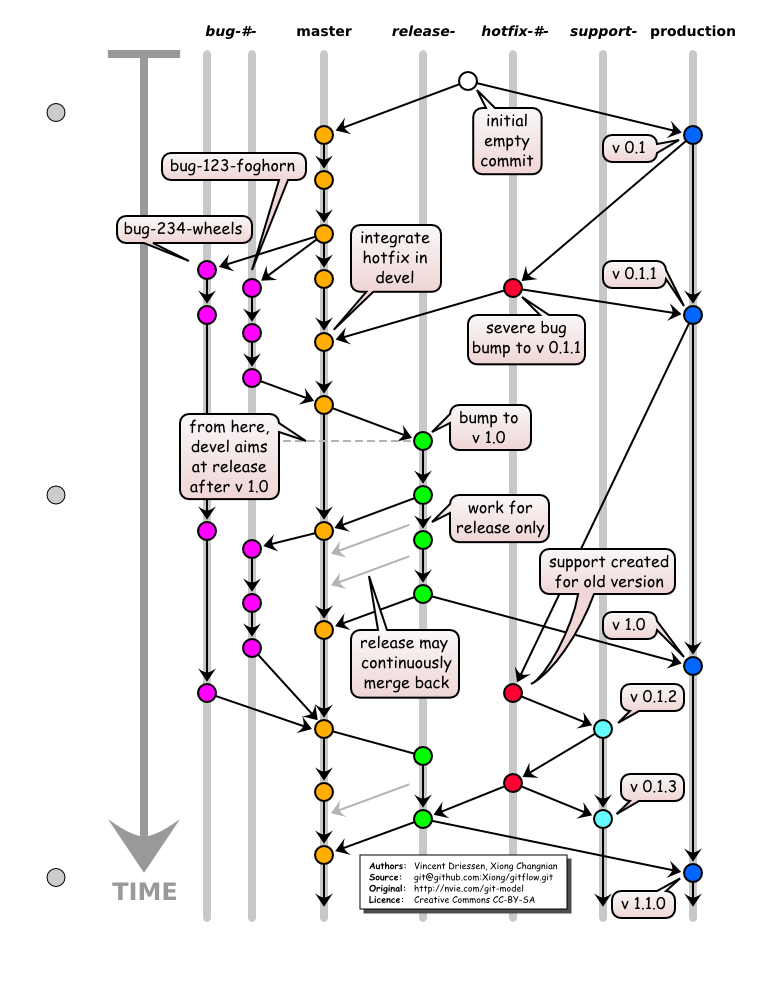 bug-#-
master
release-
hotfix-#-
support-
production
initial
empty
commit
v 0.1
bug-123-foghorn
bug-234-wheels
integrate
hotfix in
devel
v 0.1.1
severe bug
bump to v 0.1.1
from here,
devel aims
at release
after v 1.0
bump to
v 1.0
work for
release only
support created
for old version
v 1.0
release may
continuously
merge back
v 0.1.2
v 0.1.3
TIME
Authors: Vincent Driessen, Xiong Changnian
Source: git@github.com:Xiong/gitflow.git
Original: http://nvie.com/git-model
Licence: Creative Commons CC-BY-SA
v 1.1.0